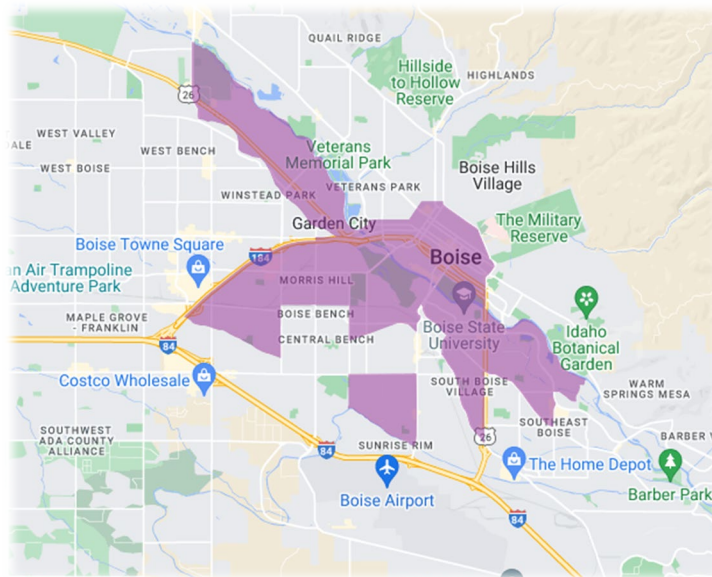 QUAIL RIDGE
Hillside
to Hollow
Reserve
HIGHLANDS
26
WEST VALLEY
DALE
WEST BENCH
WEST BOISE
Veterans
Memorial Park
Boise Hills
Village
VETERANS PARK
WINSTEAD PARK
The Military
Reserve
Garden City
Boise Towne Square
184
Boise
an Air Trampoline
Adventure Park
MORRIS HILL
MAPLE GROVE
- FRANKLIN
BOISE BENCH
Boise State
University
Idaho
Botanical
Garden
CENTRAL BENCH
84
Costco Wholesale
SOUTH BOISE
VILLAGE
WARM
SPRINGS MESA
SOUTHEAST
BOISE
SOUTHWEST
ADA COUNTY
ALLIANCE
SUNRISE RIM
26
BARBER V
84
The Home Depot
Boise Airport
Barber Park
84